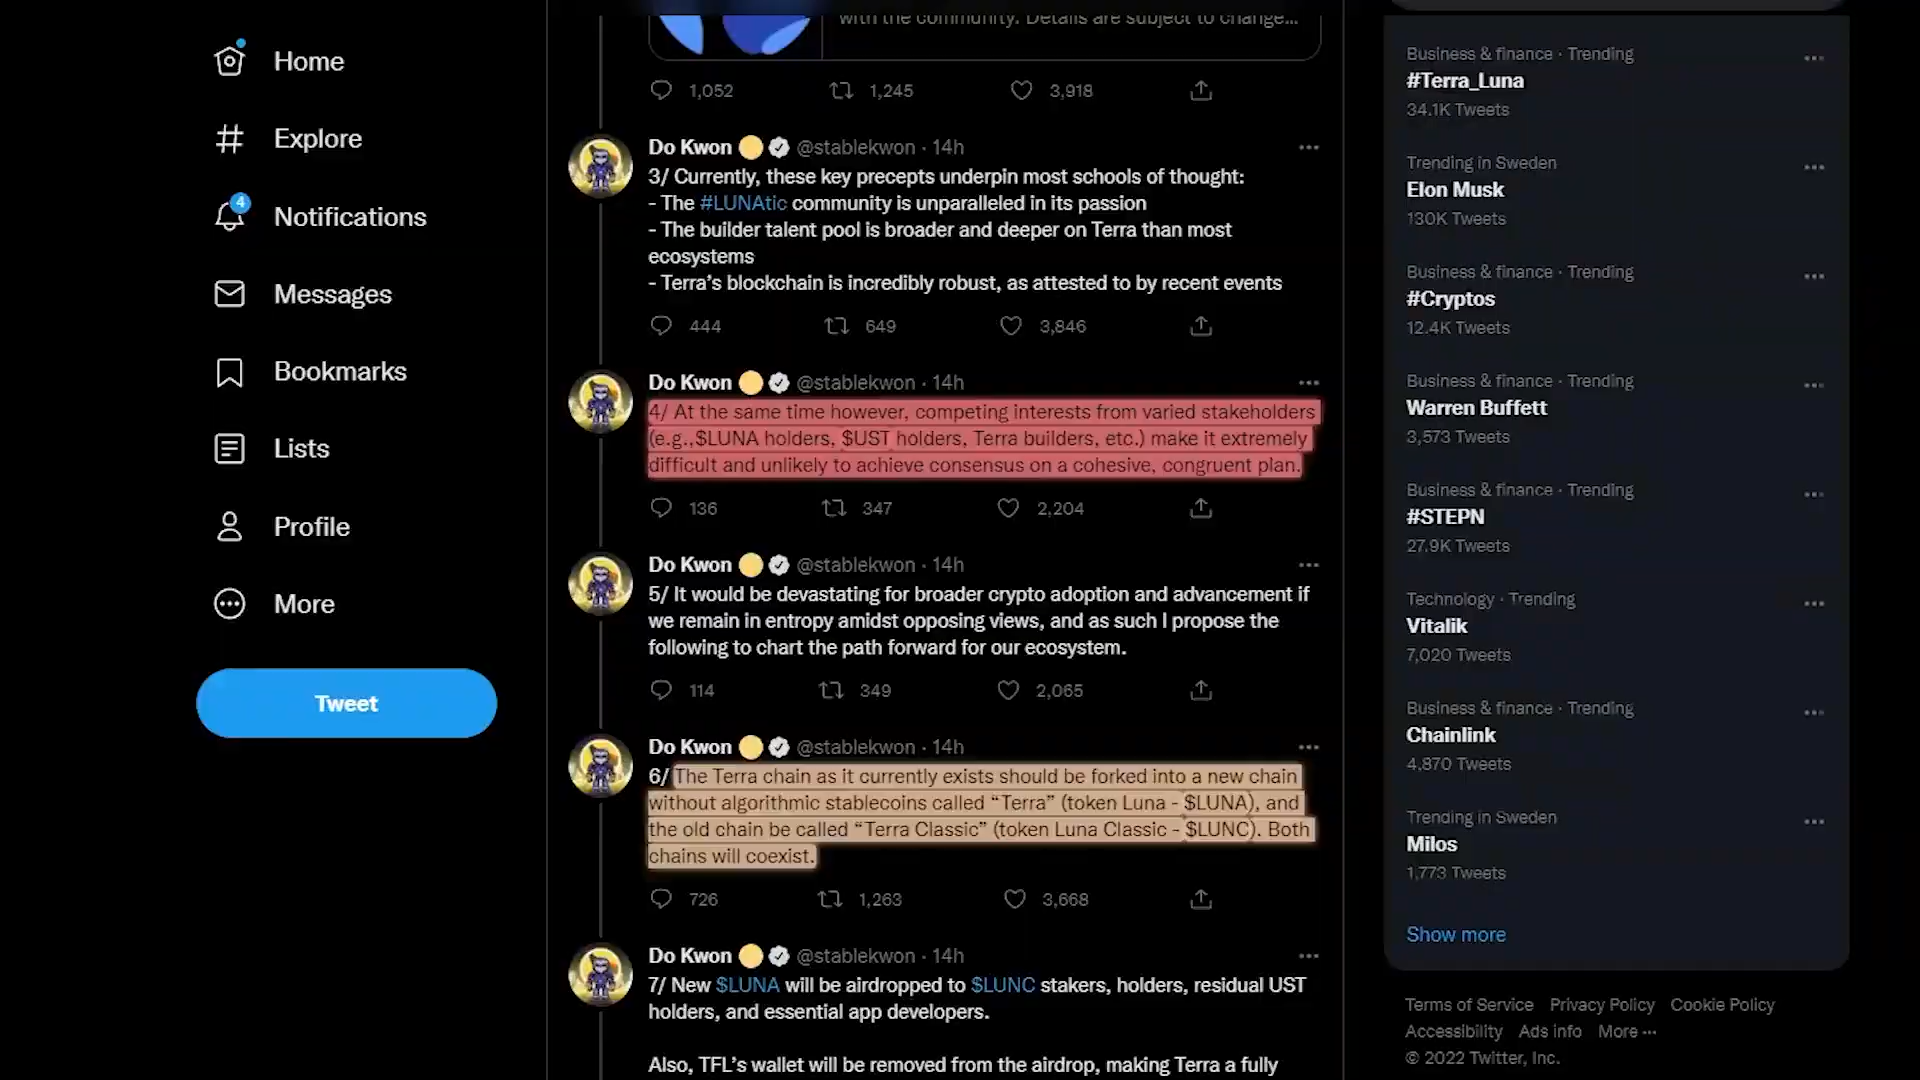 Home
Explore
4
Notifications
Messages
Bookmarks
Lists
Profile
More
Tweet
with the community. Details are subject to change...
1,052 1,245 3,918
Do Kwon @stablekwon · 14h
3/ Currently, these key precepts underpin most schools of thought:
- The #LUNAtic community is unparalleled in its passion
- The builder talent pool is broader and deeper on Terra than most
ecosystems
- Terra’s blockchain is incredibly robust, as attested to by recent events
444 649 3,846
Do Kwon @stablekwon · 14h
4/ At the same time however, competing interests from varied stakeholders
(e.g.,$LUNA holders, $UST holders, Terra builders, etc.) make it extremely
difficult and unlikely to achieve consensus on a cohesive, congruent plan.
136 347 2,204
Do Kwon @stablekwon · 14h
5/ It would be devastating for broader crypto adoption and advancement if
we remain in entropy amidst opposing views, and as such I propose the
following to chart the path forward for our ecosystem.
114 349 2,065
Do Kwon @stablekwon · 14h
6/ The Terra chain as it currently exists should be forked into a new chain
without algorithmic stablecoins called “Terra” (token Luna - $LUNA), and
the old chain be called “Terra Classic” (token Luna Classic - $LUNC). Both
chains will coexist.
726 1,263 3,668
Do Kwon @stablekwon · 14h
7/ New $LUNA will be airdropped to $LUNC stakers, holders, residual UST
holders, and essential app developers.
Also, TFL’s wallet will be removed from the airdrop, making Terra a fully
Business & finance · Trending
#Terra_Luna
34.1K Tweets
Trending in Sweden
Elon Musk
130K Tweets
Business & finance · Trending
#Cryptos
12.4K Tweets
Business & finance · Trending
Warren Buffett
3,573 Tweets
Business & finance · Trending
#STEPN
27.9K Tweets
Technology · Trending
Vitalik
7,020 Tweets
Business & finance · Trending
Chainlink
4,870 Tweets
Trending in Sweden
Milos
1,773 Tweets
Show more
Terms of Service Privacy Policy Cookie Policy
Accessibility Ads info More ···
© 2022 Twitter, Inc.